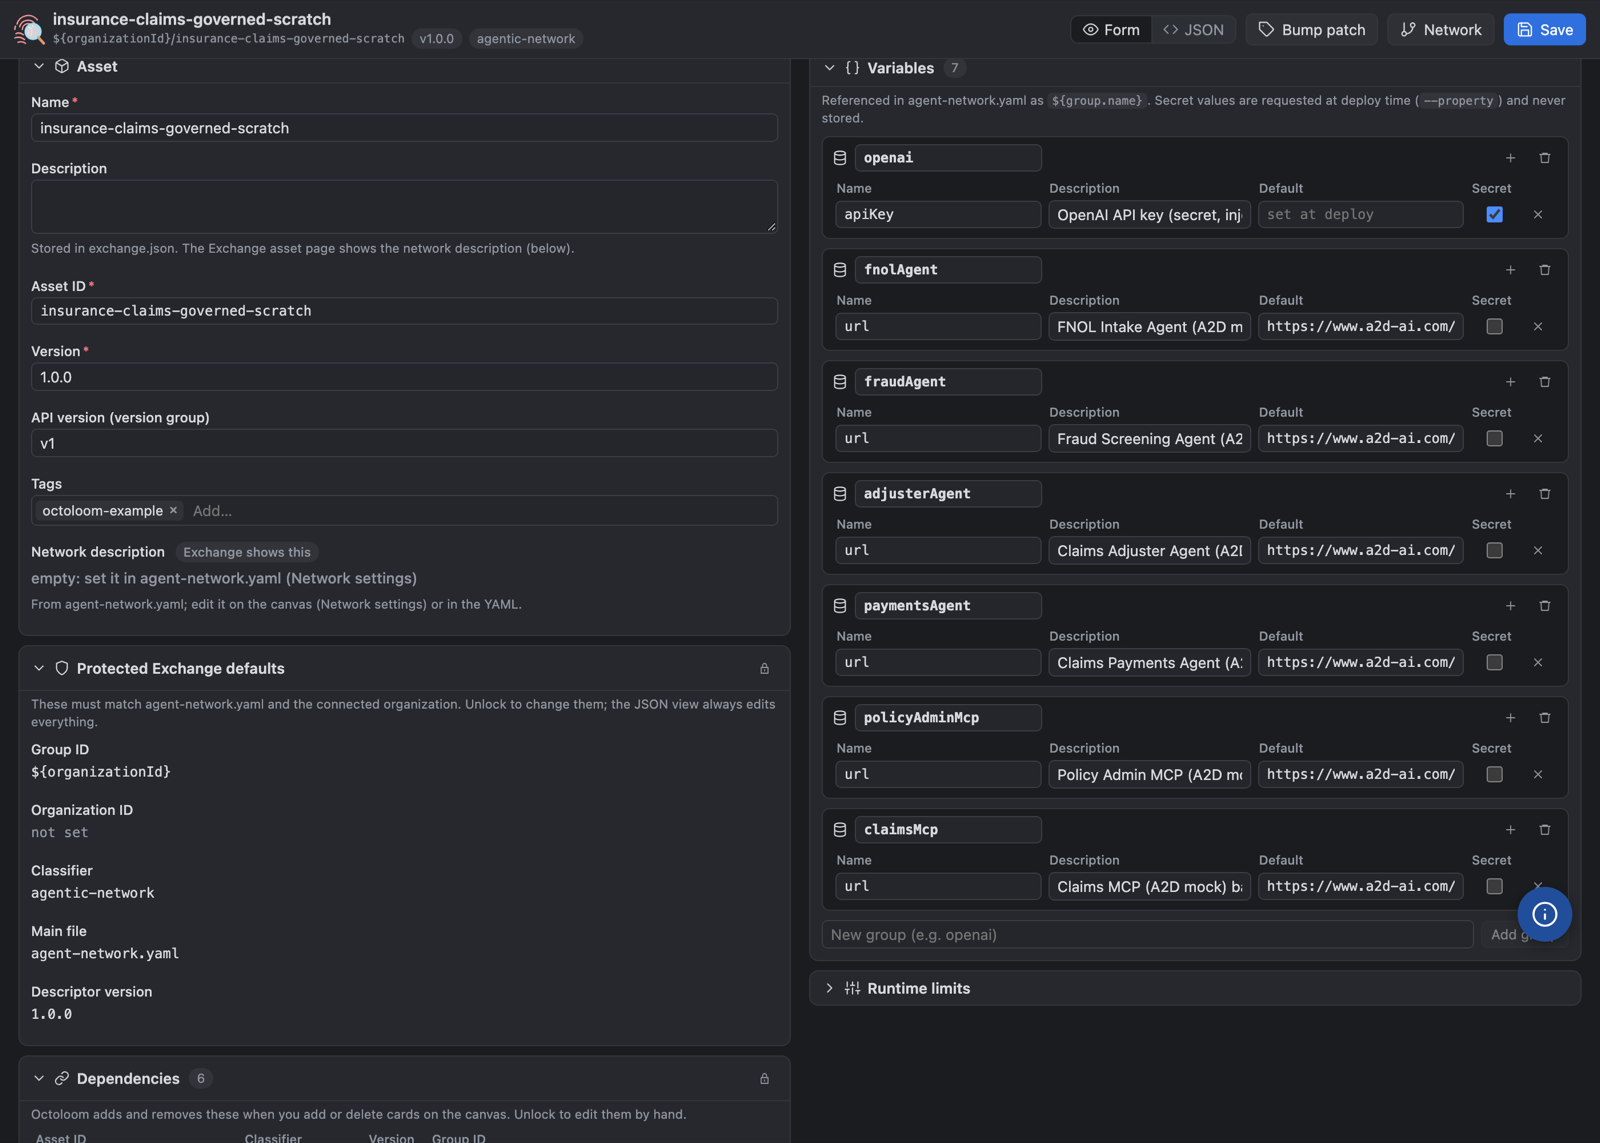 insurance-claims-governed-scratch
${organizationId}/insurance-claims-governed-scratch v1.0.0 agentic-network
Form JSON Bump patch Network Save
Asset
Name*
insurance-claims-governed-scratch
Description
Stored in exchange.json. The Exchange asset page shows the network description (below).
Asset ID*
insurance-claims-governed-scratch
Version*
1.0.0
API version (version group)
v1
Tags
octoloom-example × Add...
Network description Exchange shows this
empty: set it in agent-network.yaml (Network settings)
From agent-network.yaml; edit it on the canvas (Network settings) or in the YAML.
Protected Exchange defaults
These must match agent-network.yaml and the connected organization. Unlock to change them; the JSON view always edits
everything.
Group ID
${organizationId}
Organization ID
not set
Classifier
agentic-network
Main file
agent-network.yaml
Descriptor version
1.0.0
Dependencies 6
Octoloom adds and removes these when you add or delete cards on the canvas. Unlock to edit them by hand.
Asset ID Classifier Version Group ID
{} Variables 7
Referenced in agent-network.yaml as ${group.name}. Secret values are requested at deploy time (--property) and never
stored.
openai
Name Description Default Secret
apiKey OpenAI API key (secret, inj set at deploy
fnolAgent
Name Description Default Secret
url FNOL Intake Agent (A2D m https://www.a2d-ai.com/
fraudAgent
Name Description Default Secret
url Fraud Screening Agent (A2 https://www.a2d-ai.com/
adjusterAgent
Name Description Default Secret
url Claims Adjuster Agent (A2 https://www.a2d-ai.com/
paymentsAgent
Name Description Default Secret
url Claims Payments Agent (A https://www.a2d-ai.com/
policyAdminMcp
Name Description Default Secret
url Policy Admin MCP (A2D m https://www.a2d-ai.com/
claimsMcp
Name Description Default Secret
url Claims MCP (A2D mock) b https://www.a2d-ai.com/
New group (e.g. openai) Add
Runtime limits